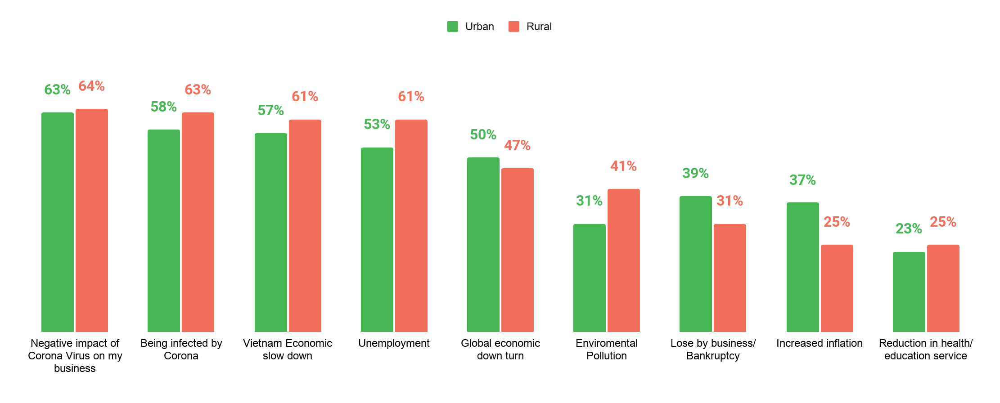 Urban Rural
63% 64%
58% 63%
57% 61%
53% 61%
50% 47%
31% 41%
39% 31%
37% 25%
23% 25%
Negative impact of
Corona Virus on my
business
Being infected by
Corona
Vietnam Economic
slow down
Unemployment
Global economic
down turn
Enviromental
Pollution
Lose by business/
Bankruptcy
Increased inflation
Reduction in health/
education service